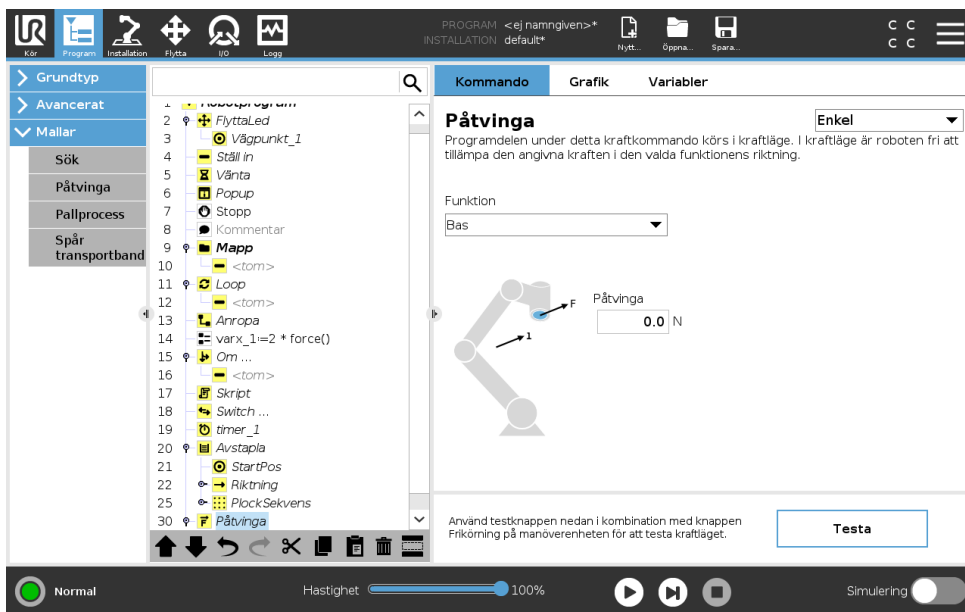 PROGRAM <ej namngiven>*
INSTALLATION default*
Kör
Program
Installation
Flytta
I/O
Logg
Nytt...
Öppna...
Spara...
C C
C C
Grundtyp
Avancerat
Mallar
Sök
Påtvinga
Pallprocess
Spår
transportband
1 Robotprogram
2 FlyttaLed
3 Vägpunkt_1
4 Ställ in
5 Vänta
6 Popup
7 Stopp
8 Kommentar
9 Mapp
10 <tom>
11 Loop
12 <tom>
13 Anropa
14 varx_1:=2 * force()
15 Om ...
16 <tom>
17 Skript
18 Switch ...
19 timer_1
20 Avstapla
21 StartPos
22 Riktning
25 PlockSekvens
30 Påtvinga
Kommando
Grafik
Variabler
Påtvinga
Enkel
Programdelen under detta kraftkommando körs i kraftläge. I kraftläge är roboten fri att
tillämpa den angivna kraften i den valda funktionens riktning.
Funktion
Bas
F
1
Påtvinga
0.0 N
Använd testknappen nedan i kombination med knappen
Frikörning på manöverenheten för att testa kraftläget.
Testa
Normal
Hastighet
100%
Simulering